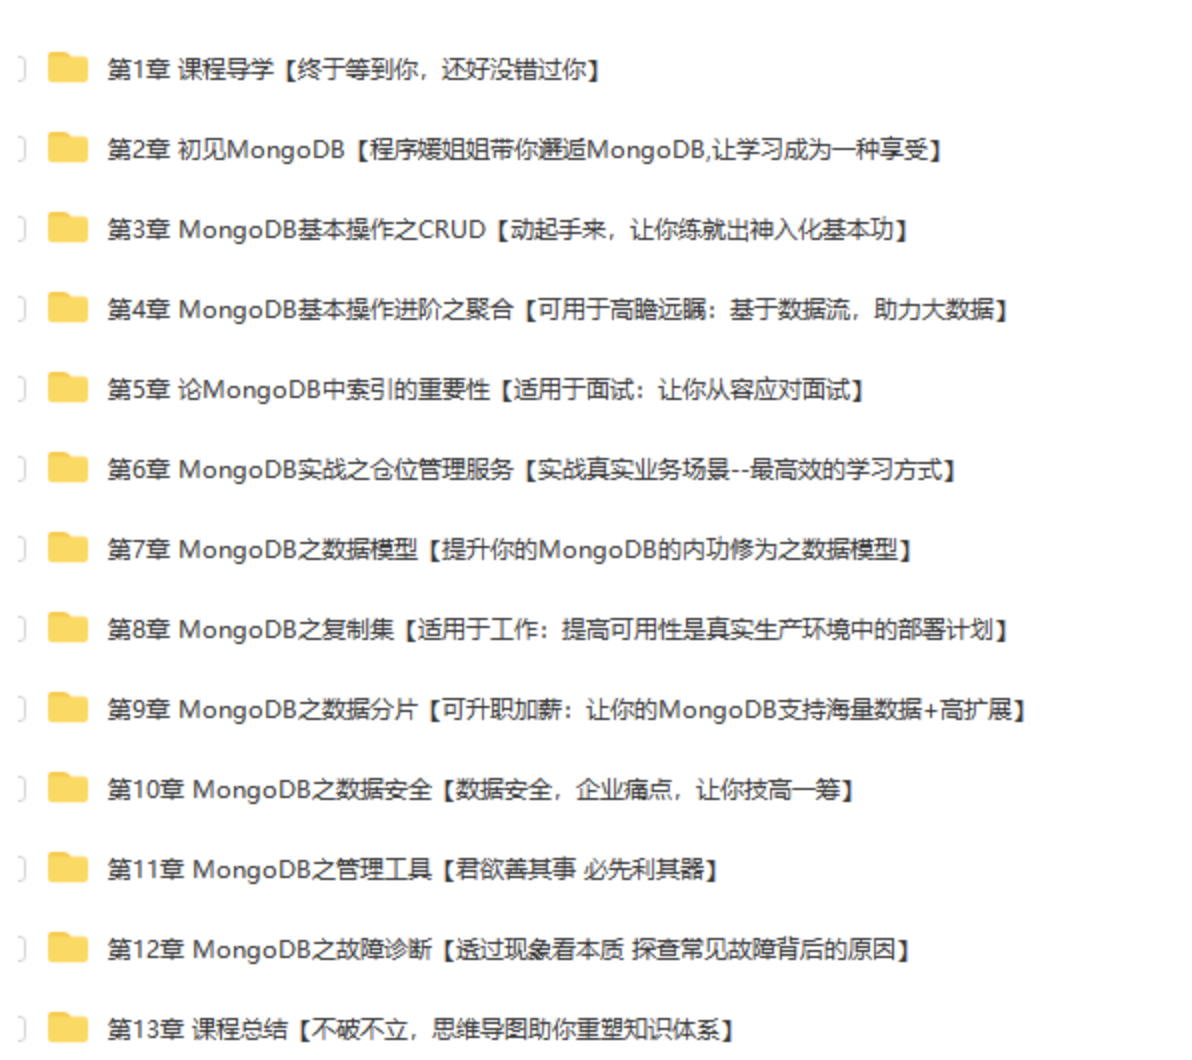 第1章 课程导学【终于等到你，还好没错过你】
第2章 初见MongoDB【程序媛姐姐带你邂逅MongoDB,让学习成为一种享受】
第3章 MongoDB基本操作之CRUD【动起手来，让你练就出神入化基本功】
第4章 MongoDB基本操作进阶之聚合【可用于高瞻远瞩：基于数据流，助力大数据】
第5章 论MongoDB中索引的重要性【适用于面试：让你从容应对面试】
第6章 MongoDB实战之仓位管理服务【实战真实业务场景--最高效的学习方式】
第7章 MongoDB之数据模型【提升你的MongoDB的内功修为之数据模型】
第8章 MongoDB之复制集【适用于工作：提高可用性是真实生产环境中的部署计划】
第9章 MongoDB之数据分片【可升职加薪：让你的MongoDB支持海量数据+高扩展】
第10章 MongoDB之数据安全【数据安全，企业痛点，让你技高一筹】
第11章 MongoDB之管理工具【君欲善其事 必先利其器】
第12章 MongoDB之故障诊断【透过现象看本质 探查常见故障背后的原因】
第13章 课程总结【不破不立，思维导图助你重塑知识体系】